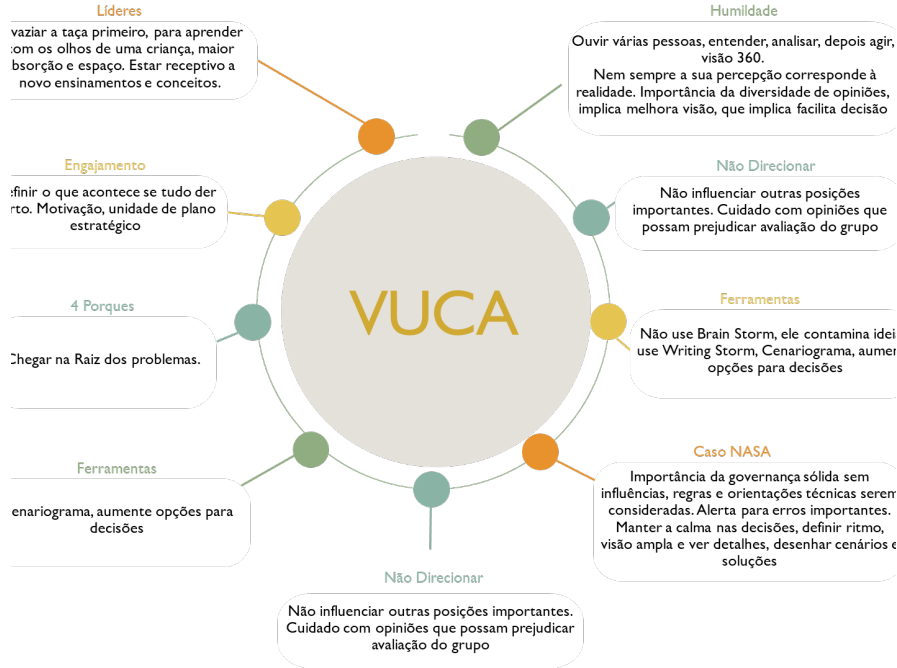 Líderes
vaziar a taça primeiro, para aprender
com os olhos de uma criança, maior
bsorção e espaço. Estar receptivo a
novo ensinamentos e conceitos.
Humildade
Ouvir várias pessoas, entender, analisar, depois agir,
visão 360.
Nem sempre a sua percepção corresponde à
realidade. Importância da diversidade de opiniões,
implica melhora visão, que implica facilita decisão
Engajamento
efinir o que acontece se tudo der
rto. Motivação, unidade de plano
estratégico
Não Direcionar
Não influenciar outras posições
importantes. Cuidado com opiniões que
possam prejudicar avaliação do grupo
4 Porques
Chegar na Raiz dos problemas.
VUCA
Ferramentas
Não use Brain Storm, ele contamina idei
use Writing Storm, Cenariograma, aumen
opções para decisões
Ferramentas
enariograma, aumente opções para
decisões
Caso NASA
Importância da governança sólida sem
influências, regras e orientações técnicas serem
consideradas. Alerta para erros importantes.
Manter a calma nas decisões, definir ritmo,
visão ampla e ver detalhes, desenhar cenários e
soluções
Não Direcionar
Não influenciar outras posições importantes.
Cuidado com opiniões que possam prejudicar
avaliação do grupo